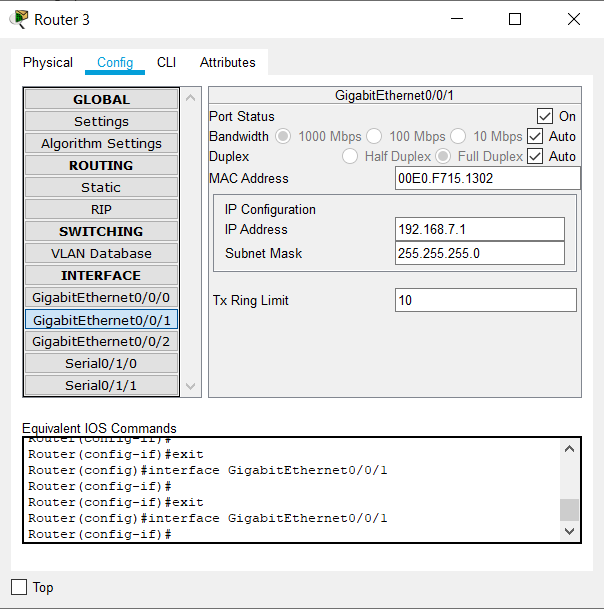 Router 3
Physical Config CLI Attributes
GLOBAL
Settings
Algorithm Settings
ROUTING
Static
RIP
SWITCHING
VLAN Database
INTERFACE
GigabitEthernet0/0/0
GigabitEthernet0/0/1
GigabitEthernet0/0/2
Serial0/1/0
Serial0/1/1
GigabitEthernet0/0/1
Port Status On
Bandwidth 1000 Mbps 100 Mbps 10 Mbps Auto
Duplex Half Duplex Full Duplex Auto
MAC Address 00E0.F715.1302
IP Configuration
IP Address 192.168.7.1
Subnet Mask 255.255.255.0
Tx Ring Limit 10
Equivalent IOS Commands
Router(config-if)#
Router(config-if)#exit
Router(config)#interface GigabitEthernet0/0/1
Router(config-if)#
Router(config-if)#exit
Router(config)#interface GigabitEthernet0/0/1
Router(config-if)#
Top